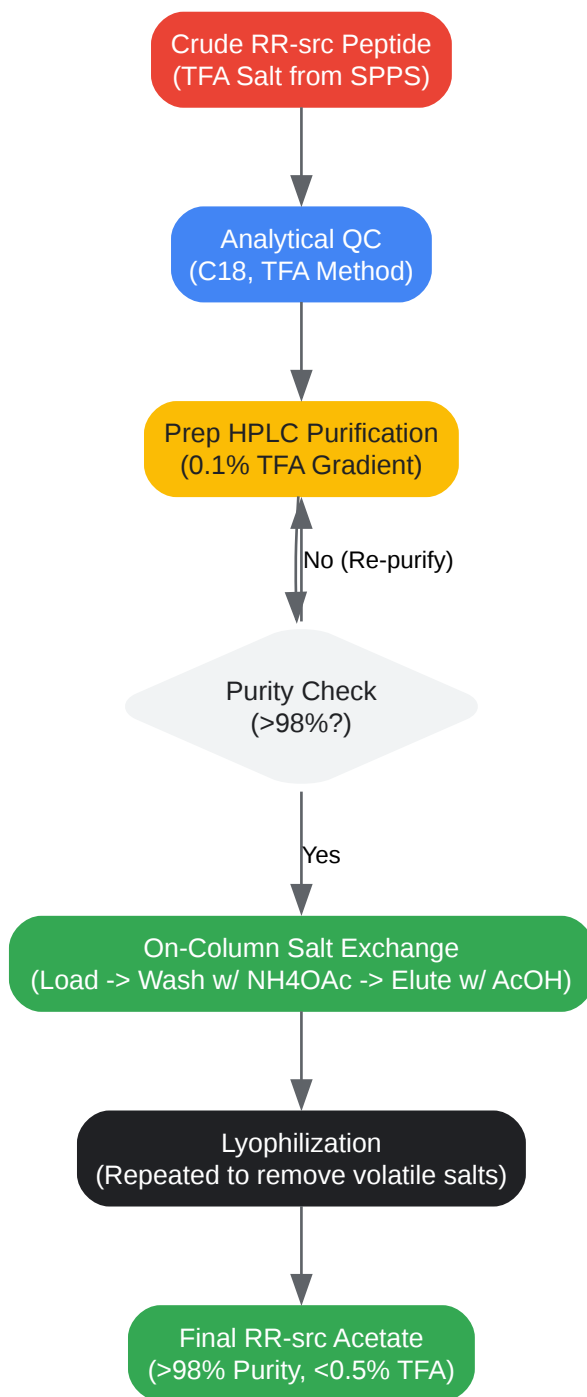 Crude RR-src Peptide
(TFA Salt from SPPS)
Analytical QC
(C18, TFA Method)
Prep HPLC Purification
(0.1% TFA Gradient)
No (Re-purify)
Purity Check
(>98%?)
Yes
On-Column Salt Exchange
(Load -> Wash w/ NH4OAc -> Elute w/ AcOH)
Lyophilization
(Repeated to remove volatile salts)
Final RR-src Acetate
(>98% Purity, <0.5% TFA)